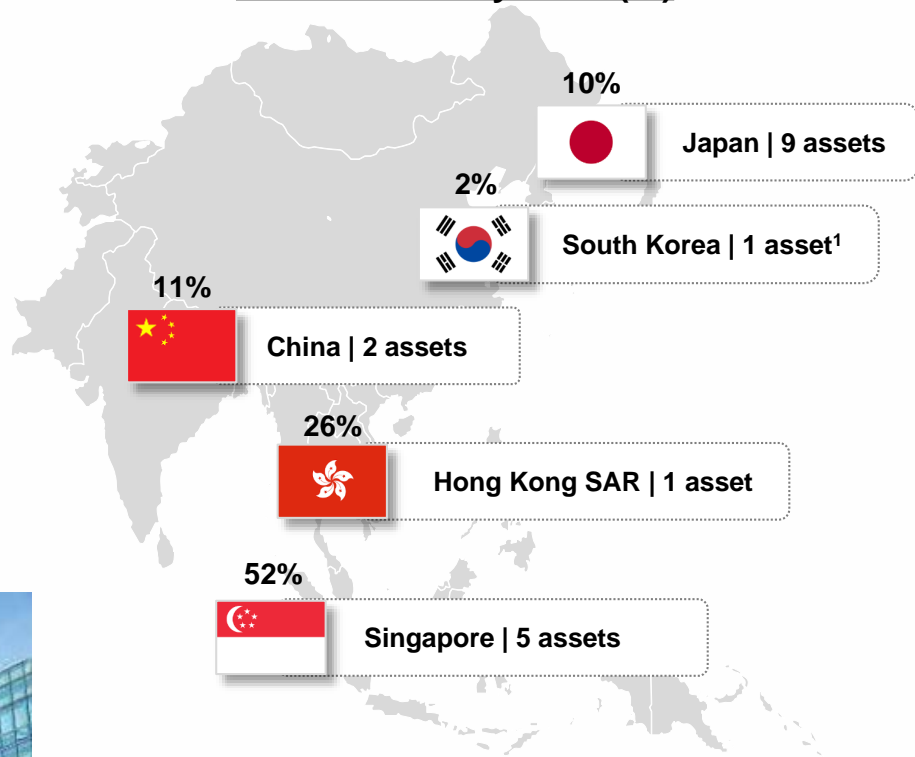 10%
Japan | 9 assets
2%
South Korea | 1 asset¹
11%
China | 2 assets
26%
Hong Kong SAR | 1 asset
52%
Singapore | 5 assets